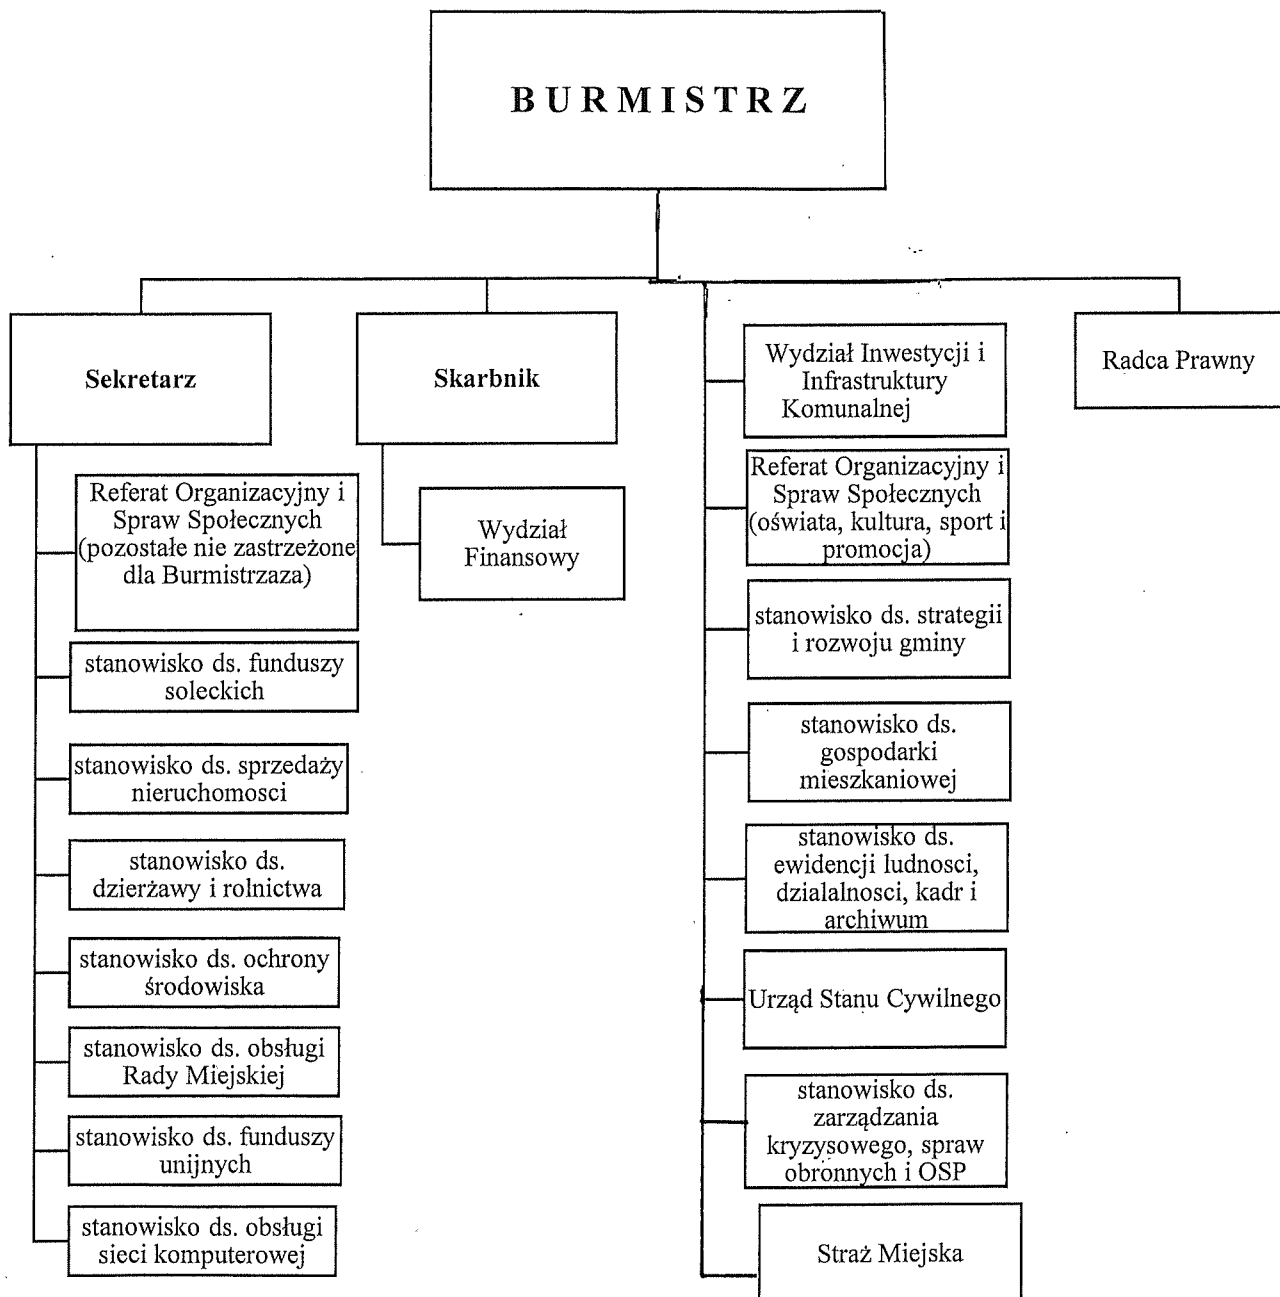 BURMISTRZ
Sekretarz
Referat Organizacyjny i
Spraw Społecznych
(pozostałe nie zastrzeżone
dla Burmistrzaza)
stanowisko ds. funduszy
soleckich
stanowisko ds. sprzedaży
nieruchomosci
stanowisko ds.
dzierżawy i rolnictwa
stanowisko ds. ochrony
środowiska
stanowisko ds. obsługi
Rady Miejskiej
stanowisko ds. funduszy
unijnych
stanowisko ds. obsługi
sieci komputerowej
Skarbnik
Wydział
Finansowy
Wydział Inwestycji i
Infrastruktury
Komunalnej
Referat Organizacyjny i
Spraw Społecznych
(oświata, kultura, sport i
promocja)
stanowisko ds. strategii
i rozwoju gminy
stanowisko ds.
gospodarki
mieszkaniowej
stanowisko ds.
ewidencji ludnosci,
dzialalnosci, kadr i
archiwum
Urząd Stanu Cywilnego
stanowisko ds.
zarządzania
kryzysowego, spraw
obronnych i OSP
Straż Miejska
Radca Prawny